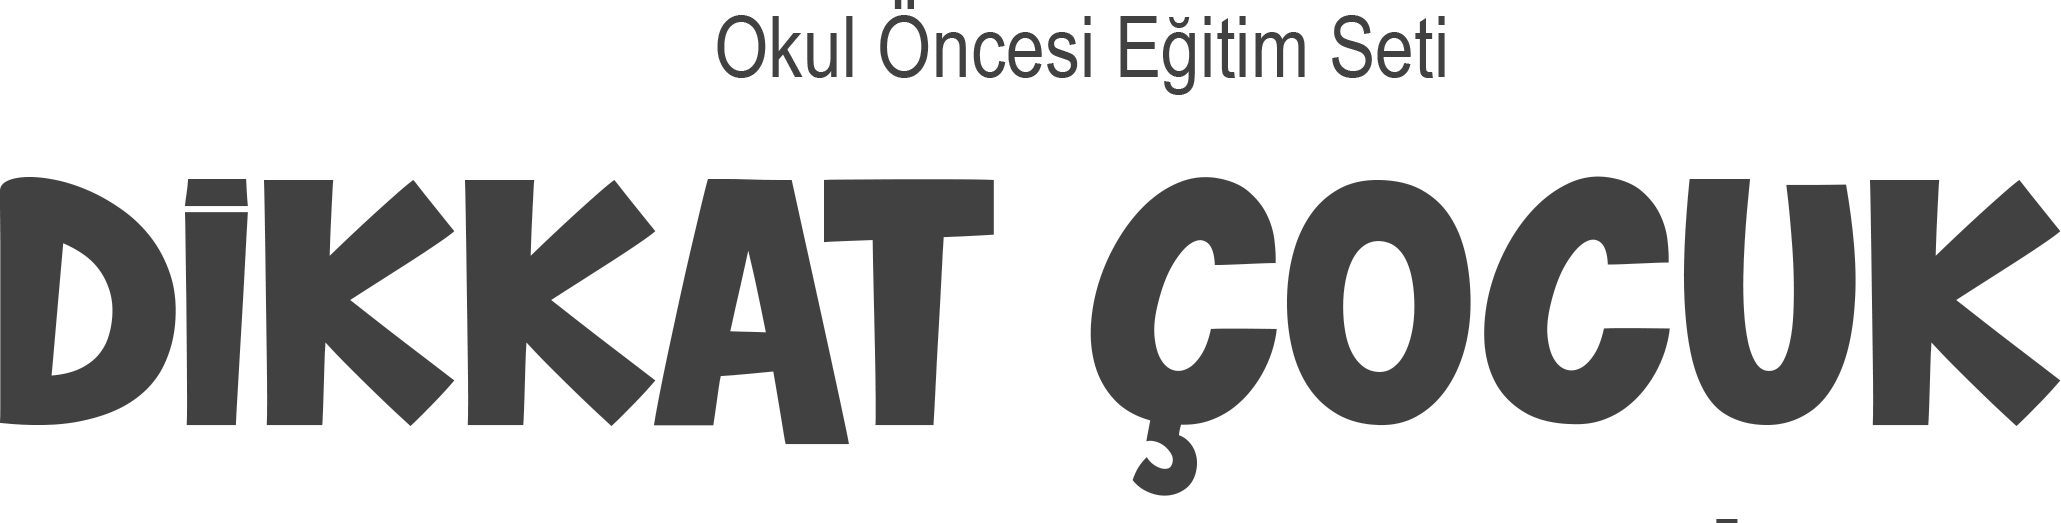 Okul Öncesi Eğitim Seti
DİKKAT ÇOCUK